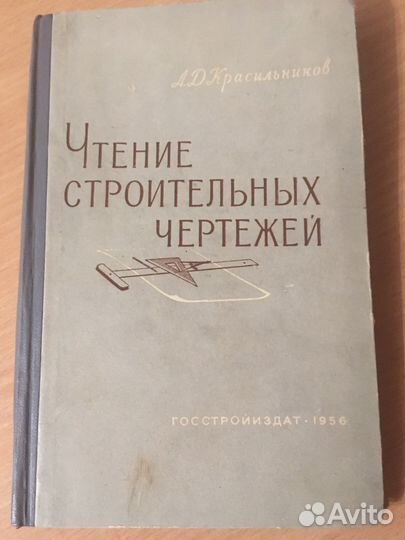 А.Д. Красильников
Чтение
строительных
чертежей
ГОССТРОЙИЗДАТ · 1956
Avito